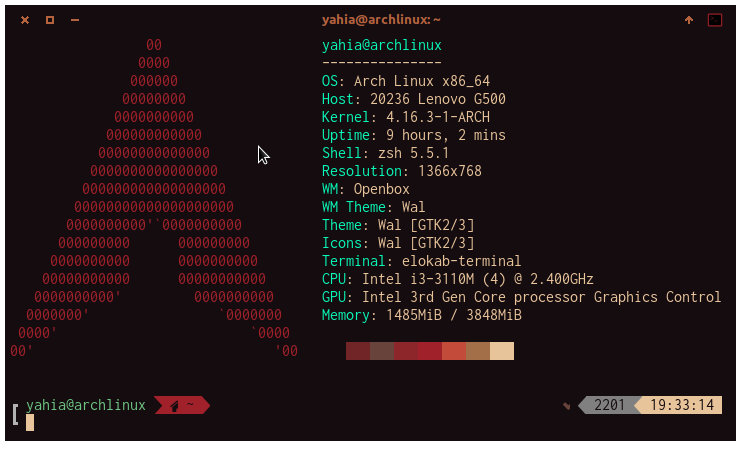 yahia@archlinux: ~
00
0000
000000
00000000
0000000000
000000000000
00000000000000
0000000000000000
000000000000000000
00000000000000000000
0000000000'`0000000000
000000000 000000000
0000000000 0000000000
00000000000 00000000000
0000000000' 0000000000
0000000' `0000000
0000' `0000
00' '00
yahia@archlinux
---------------
OS: Arch Linux x86_64
Host: 20236 Lenovo G500
Kernel: 4.16.3-1-ARCH
Uptime: 9 hours, 2 mins
Shell: zsh 5.5.1
Resolution: 1366x768
WM: Openbox
WM Theme: Wal
Theme: Wal [GTK2/3]
Icons: Wal [GTK2/3]
Terminal: elokab-terminal
CPU: Intel i3-3110M (4) @ 2.400GHz
GPU: Intel 3rd Gen Core processor Graphics Control
Memory: 1485MiB / 3848MiB
yahia@archlinux ~ 2201 19:33:14